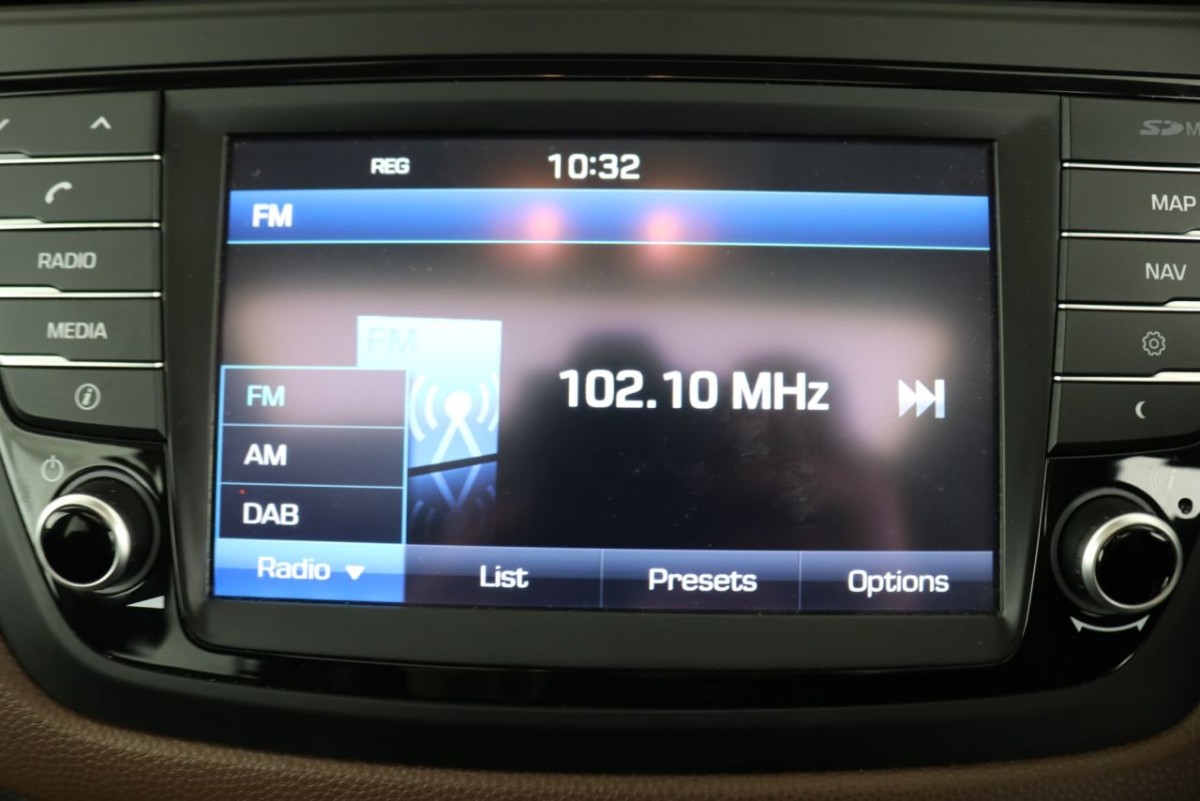 REG 10:32
FM
FM
102.10 MHz
FM
AM
DAB
Radio List Presets Options
RADIO
MEDIA
MAP
NAV